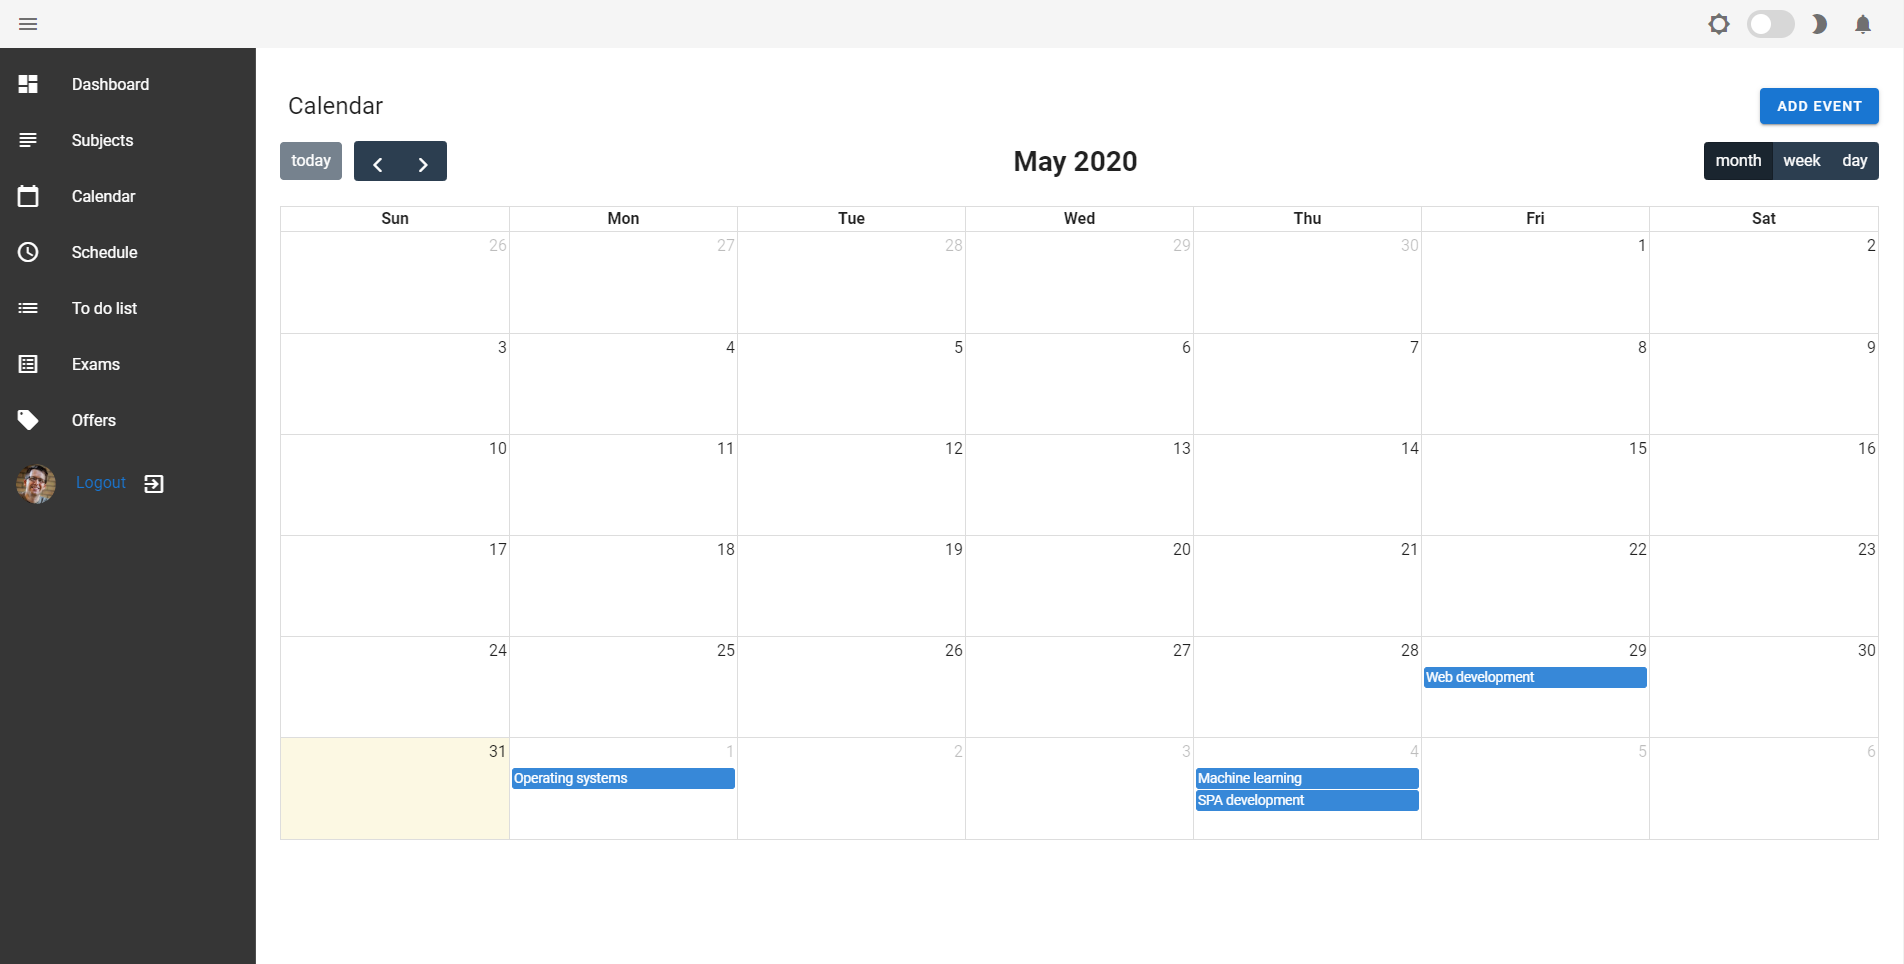 Dashboard
Subjects
Calendar
Schedule
To do list
Exams
Offers
Logout
Calendar
ADD EVENT
today
May 2020
month week day
Sun Mon Tue Wed Thu Fri Sat
26 27 28 29 30 1 2
3 4 5 6 7 8 9
10 11 12 13 14 15 16
17 18 19 20 21 22 23
24 25 26 27 28 29 30
Web development
31 1 2 3 4 5 6
Operating systems Machine learning
SPA development